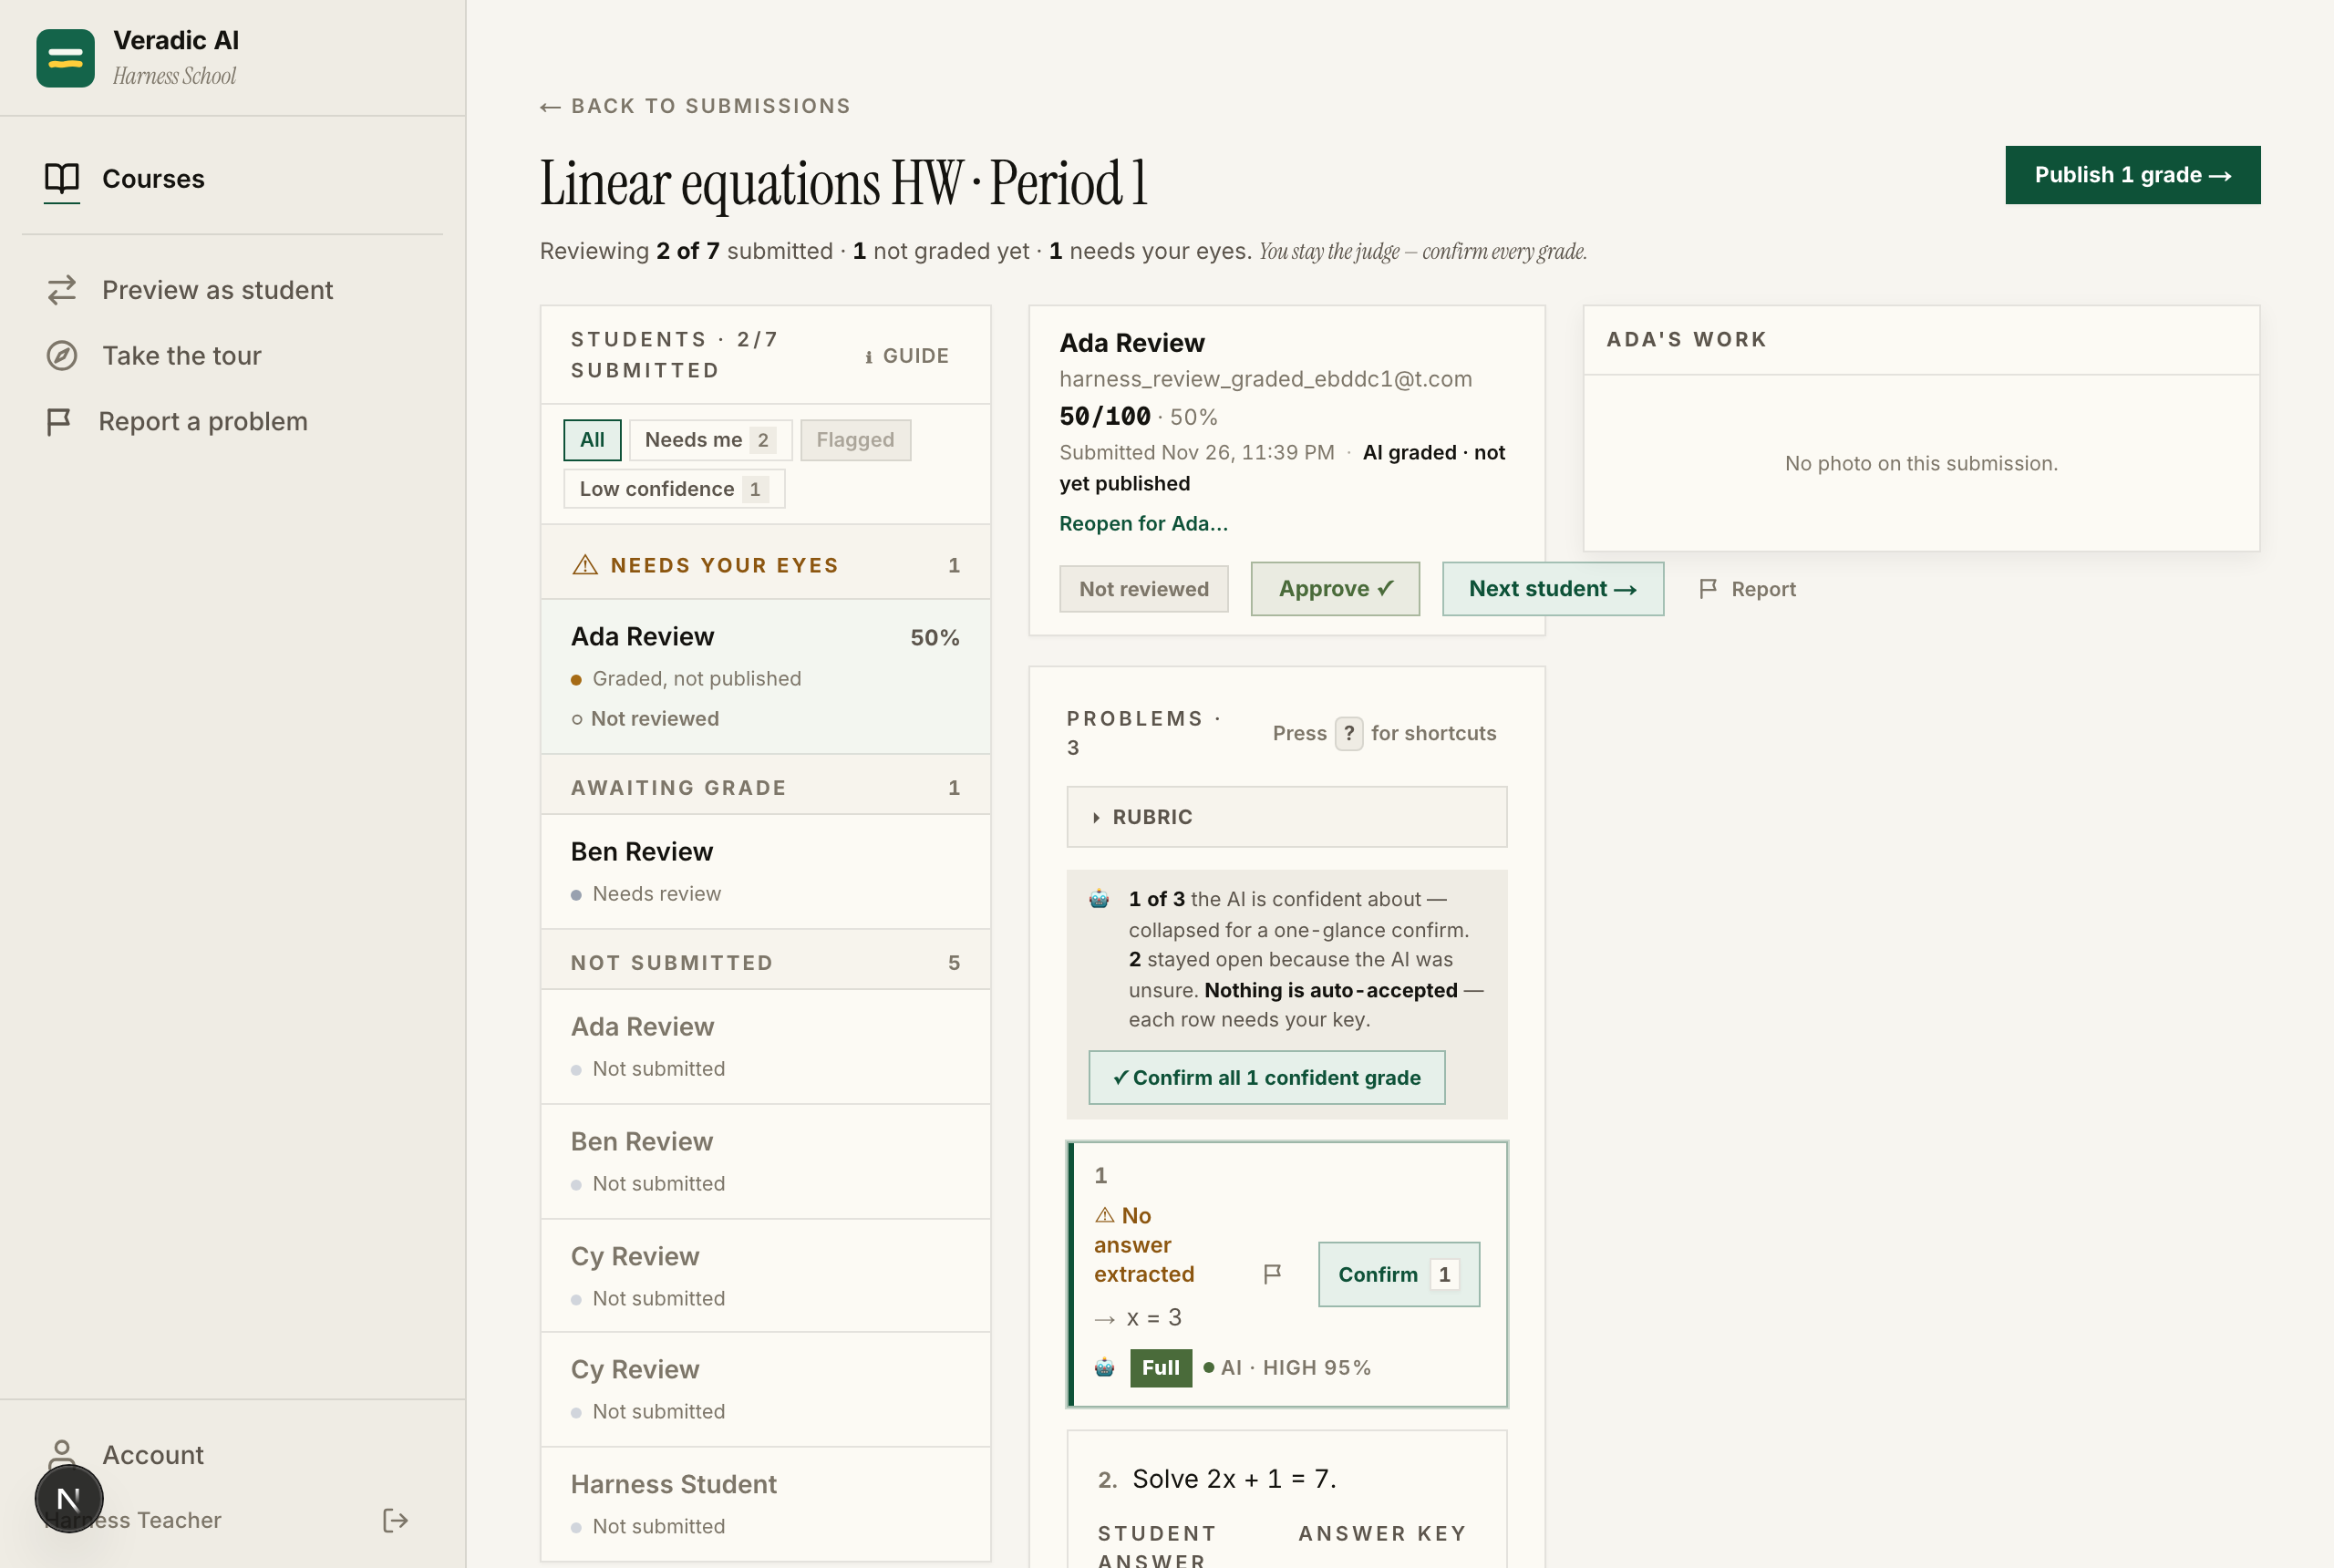 Veradic AI
Harness School
Courses
Preview as student
Take the tour
Report a problem
Account
Harness Teacher
N
← BACK TO SUBMISSIONS
Linear equations HW · Period 1
Publish 1 grade →
Reviewing 2 of 7 submitted · 1 not graded yet · 1 needs your eyes. You stay the judge — confirm every grade.
STUDENTS · 2/7
SUBMITTED
i GUIDE
All
Needs me 2
Flagged
Low confidence 1
⚠ NEEDS YOUR EYES 1
Ada Review 50%
Graded, not published
Not reviewed
AWAITING GRADE 1
Ben Review
Needs review
NOT SUBMITTED 5
Ada Review
Not submitted
Ben Review
Not submitted
Cy Review
Not submitted
Cy Review
Not submitted
Harness Student
Not submitted
Ada Review
harness_review_graded_ebddc1@t.com
50/100 · 50%
Submitted Nov 26, 11:39 PM · AI graded · not
yet published
Reopen for Ada…
Not reviewed
Approve ✓
Next student →
Report
PROBLEMS ·
3
Press ? for shortcuts
RUBRIC
1 of 3 the AI is confident about —
collapsed for a one-glance confirm.
2 stayed open because the AI was
unsure. Nothing is auto-accepted —
each row needs your key.
✓ Confirm all 1 confident grade
1
⚠ No
answer
extracted
→ x = 3
Confirm 1
Full
AI · HIGH 95%
2. Solve 2x + 1 = 7.
STUDENT
ANSWER
ANSWER KEY
ADA'S WORK
No photo on this submission.